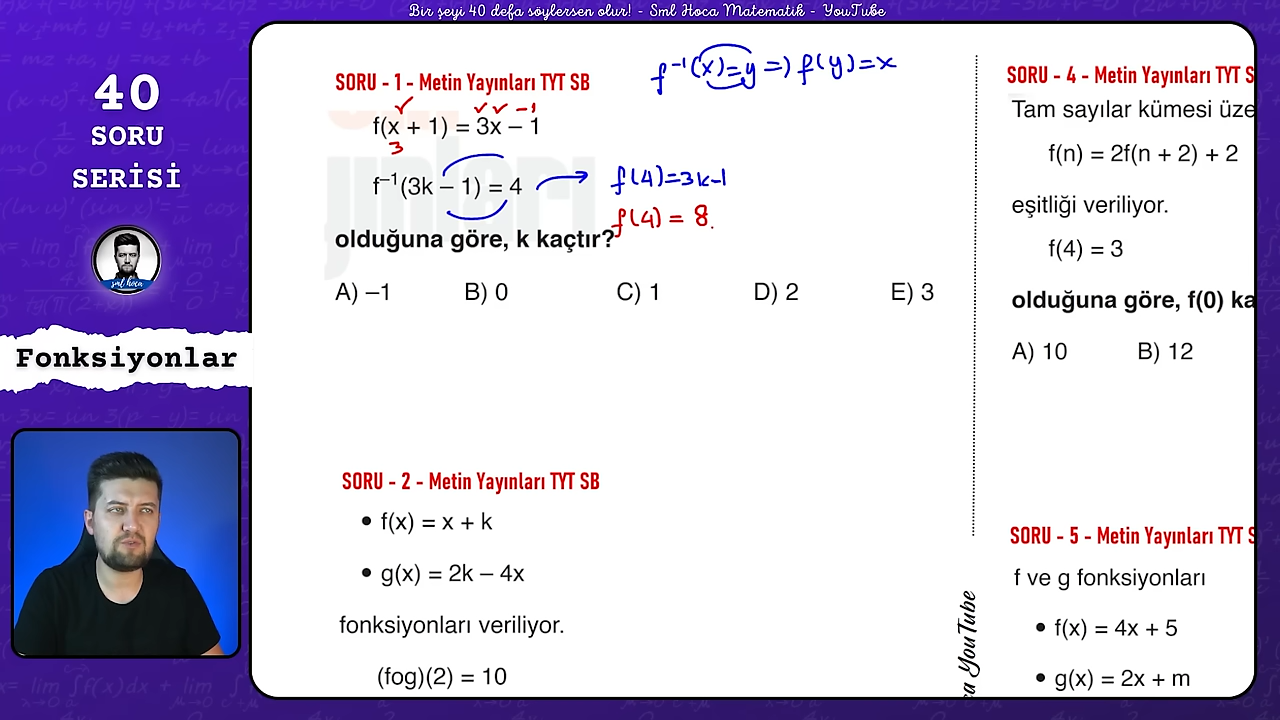 Bir şeyi 40 defa söylersen olur! - Sml Hoca Matematik - YouTube
40
SORU
SERİSİ
sml hoca
Fonksiyonlar
SORU - 1 - Metin Yayınları TYT SB
f⁻¹(x)=y ⇒ f(y)=x
✓ ✓ ✓ -1
f(x + 1) = 3x – 1
3
f⁻¹(3k – 1) = 4
f(4)=3k-1
f(4) = 8.
olduğuna göre, k kaçtır?
A) –1 B) 0 C) 1 D) 2 E) 3
SORU - 2 - Metin Yayınları TYT SB
• f(x) = x + k
• g(x) = 2k – 4x
fonksiyonları veriliyor.
(fog)(2) = 10
YouTube
SORU - 4 - Metin Yayınları TYT S
Tam sayılar kümesi üze
f(n) = 2f(n + 2) + 2
eşitliği veriliyor.
f(4) = 3
olduğuna göre, f(0) ka
A) 10 B) 12
SORU - 5 - Metin Yayınları TYT S
f ve g fonksiyonları
• f(x) = 4x + 5
• g(x) = 2x + m